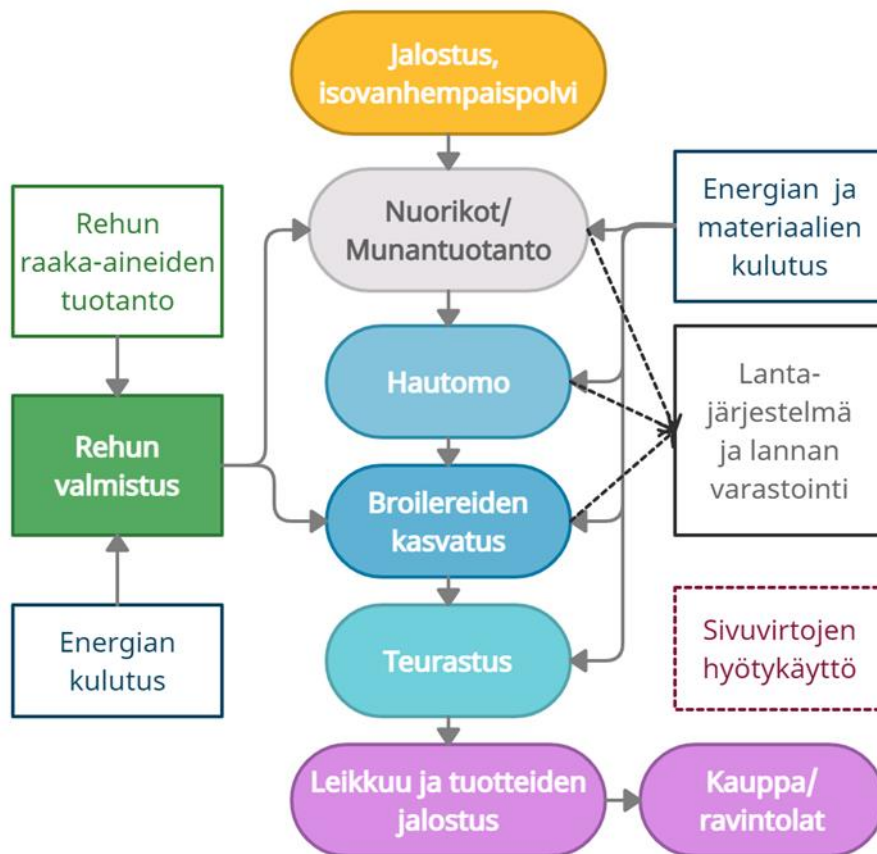 Jalostus,
isovanhempaispolvi
Nuorikot/
Munantuotanto
Energian ja
materiaalien
kulutus
Rehun
raaka-aineiden
tuotanto
Hautomo
Lanta-
järjestelmä
ja lannan
varastointi
Rehun
valmistus
Broilereiden
kasvatus
Energian
kulutus
Teurastus
Sivuvirtojen
hyötykäyttö
Leikkuu ja tuotteiden
jalostus
Kauppa/
ravintolat